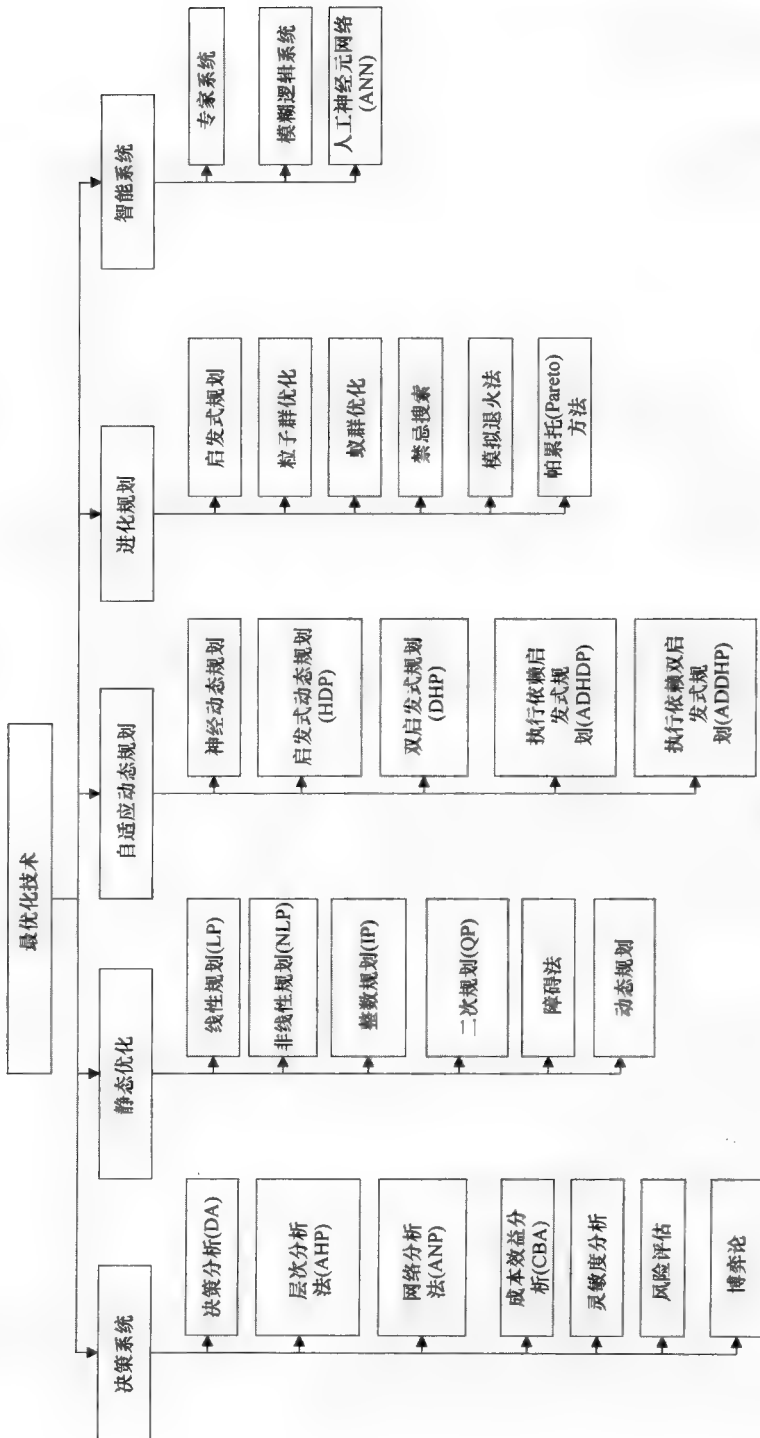 最优化技术
决策系统
决策分析(DA)
层次分析
法(AHP)
网络分析
法(ANP)
成本效益分
析(CBA)
灵敏度分析
风险评估
博弈论
静态优化
线性规划(LP)
非线性规划(NLP)
整数规划(IP)
二次规划(QP)
障碍法
动态规划
自适应动态规划
神经动态规划
启发式动态规划
(HDP)
双启发式规划
(DHP)
执行依赖启
发式规
划(ADHDP)
执行依赖双启
发式规
划(ADDHP)
进化规划
启发式规划
粒子群优化
蚁群优化
禁忌搜索
模拟退火法
帕累托(Pareto)
方法
智能系统
专家系统
模糊逻辑系统
人工神经元网络
(ANN)